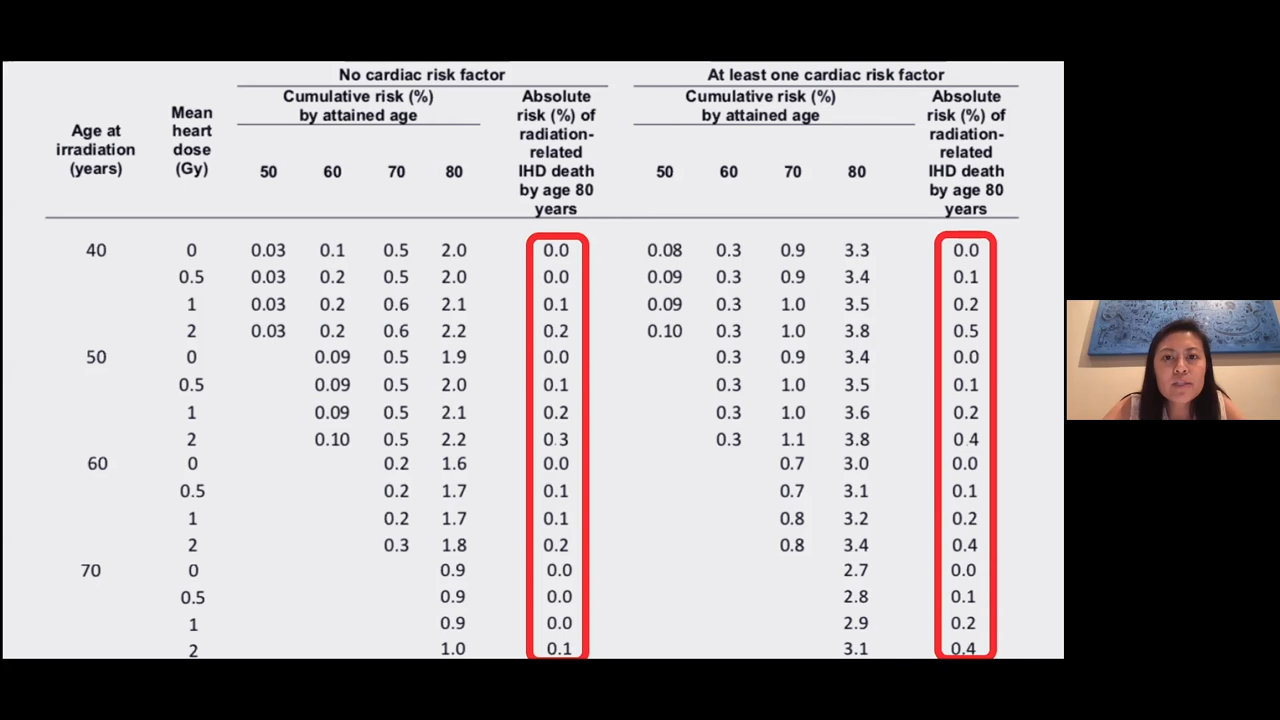 No cardiac risk factor At least one cardiac risk factor
Cumulative risk (%) Absolute Cumulative risk (%) Absolute
Mean by attained age risk (%) of by attained age risk (%) of
Age at heart radiation- radiation-
irradiation dose related related
(years) (Gy) 50 60 70 80 IHD death 50 60 70 80 IHD death
by age 80 by age 80
years years
40 0 0.03 0.1 0.5 2.0 0.0 0.08 0.3 0.9 3.3 0.0
0.5 0.03 0.2 0.5 2.0 0.0 0.09 0.3 0.9 3.4 0.1
1 0.03 0.2 0.6 2.1 0.1 0.09 0.3 1.0 3.5 0.2
2 0.03 0.2 0.6 2.2 0.2 0.10 0.3 1.0 3.8 0.5
50 0 0.09 0.5 1.9 0.0 0.3 0.9 3.4 0.0
0.5 0.09 0.5 2.0 0.1 0.3 1.0 3.5 0.1
1 0.09 0.5 2.1 0.2 0.3 1.0 3.6 0.2
2 0.10 0.5 2.2 0.3 0.3 1.1 3.8 0.4
60 0 0.2 1.6 0.0 0.7 3.0 0.0
0.5 0.2 1.7 0.1 0.7 3.1 0.1
1 0.2 1.7 0.1 0.8 3.2 0.2
2 0.3 1.8 0.2 0.8 3.4 0.4
70 0 0.9 0.0 2.7 0.0
0.5 0.9 0.0 2.8 0.1
1 0.9 0.0 2.9 0.2
2 1.0 0.1 3.1 0.4